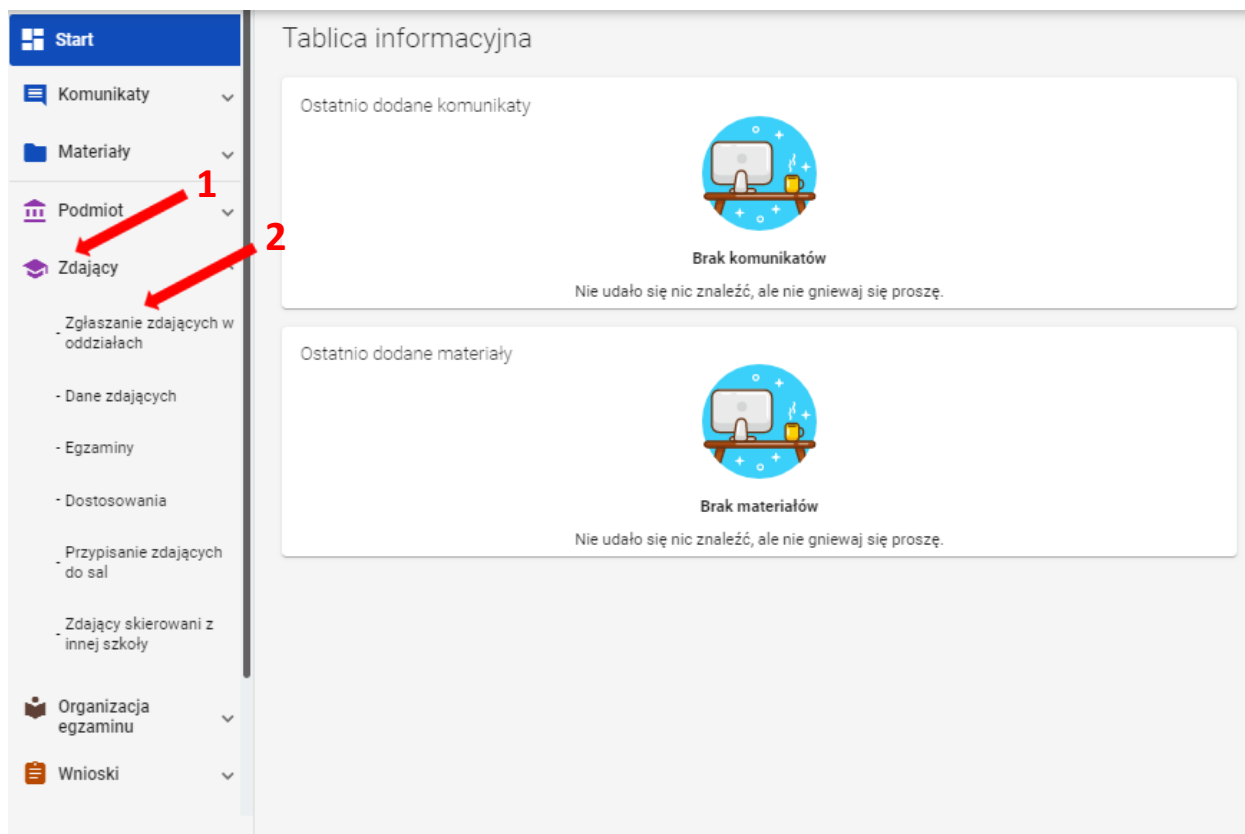 Start
Komunikaty
Materiały
1
Podmiot
2
Zdający
- Zgłaszanie zdających w
oddziałach
- Dane zdających
- Egzaminy
- Dostosowania
- Przypisanie zdających
do sal
- Zdający skierowani z
innej szkoły
Organizacja
egzaminu
Wnioski
Tablica informacyjna
Ostatnio dodane komunikaty
Brak komunikatów
Nie udało się nic znaleźć, ale nie gniewaj się proszę.
Ostatnio dodane materiały
Brak materiałów
Nie udało się nic znaleźć, ale nie gniewaj się proszę.